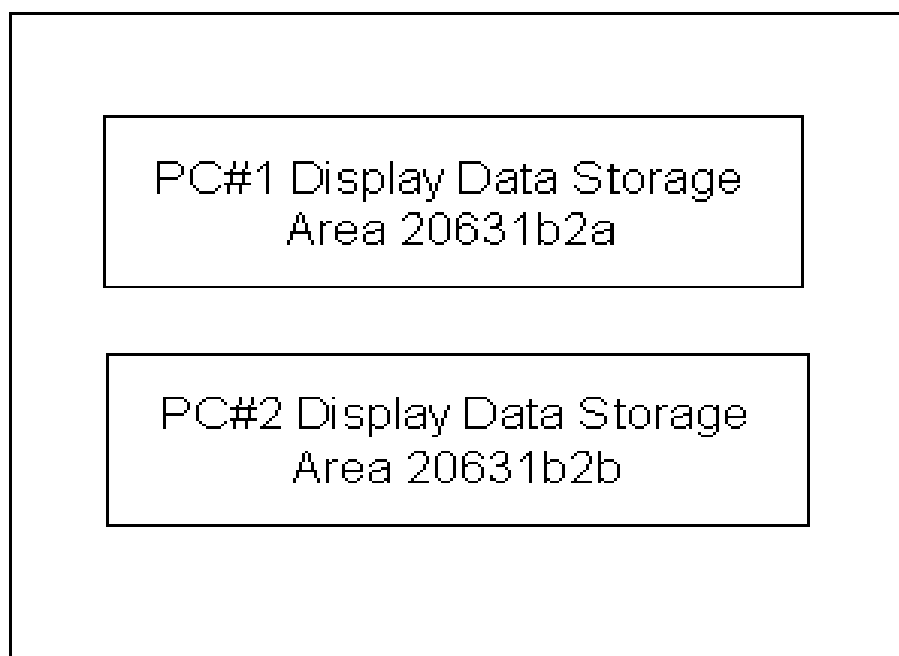 PC#1 Display Data Storage
Area 20631b2a
PC#2 Display Data Storage
Area 20631b2b